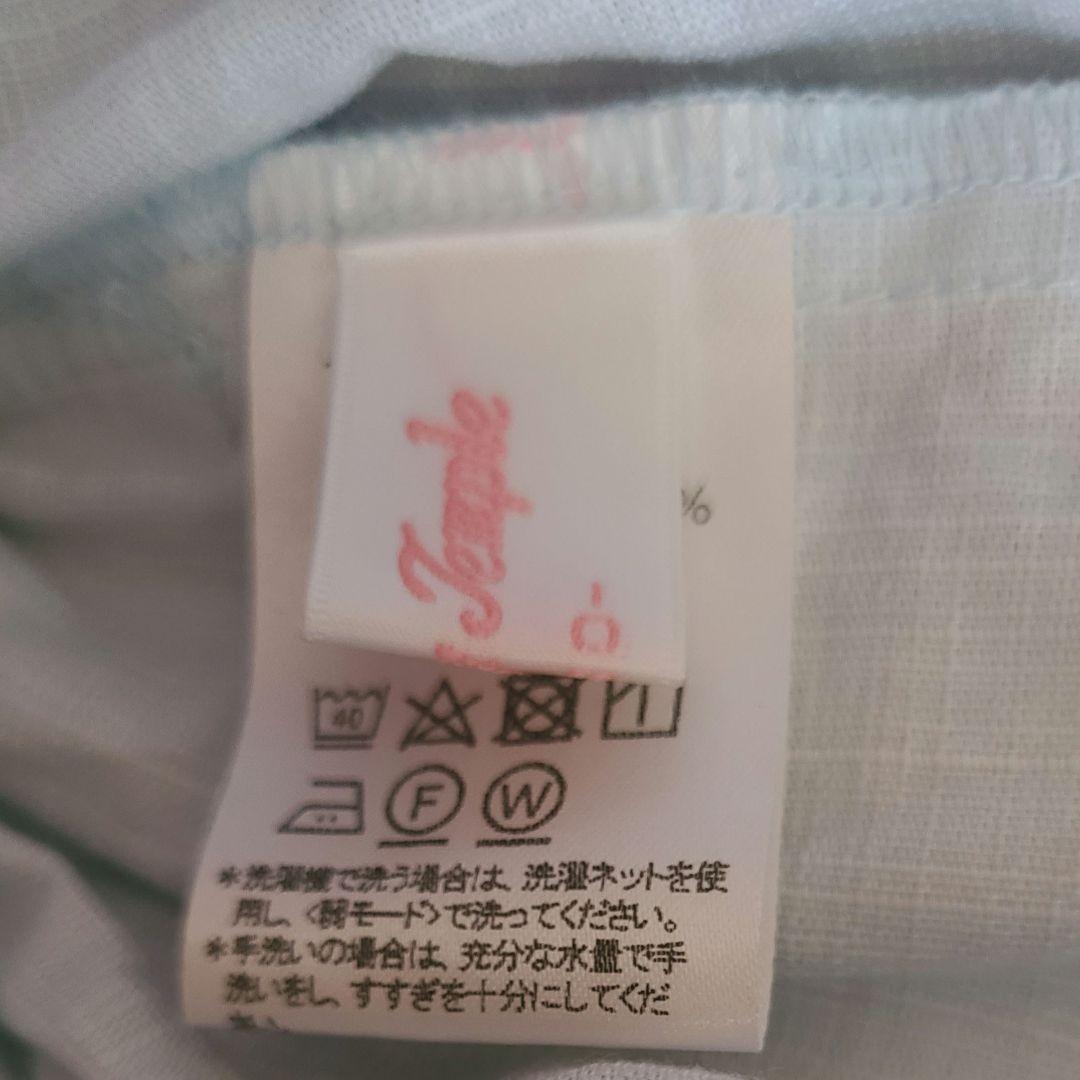 Temple
%
40
F
W
*洗濯機で洗う場合は、洗濯ネットを使
用し、<弱モード>で洗ってください。
*手洗いの場合は、充分な水量で手
洗いをし、すすぎを十分にしてくだ
さい。